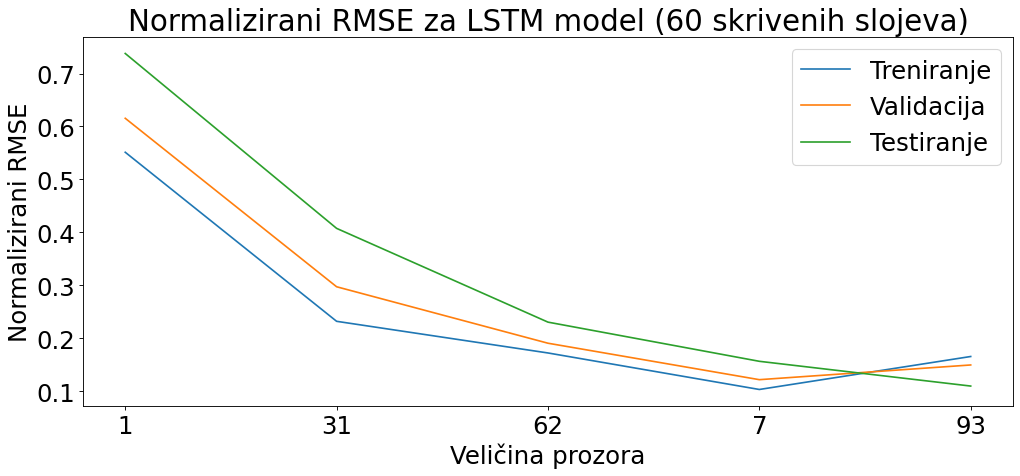 Normalizirani RMSE za LSTM model (60 skrivenih slojeva)
Treniranje
Validacija
Testiranje
Normalizirani RMSE
0.7
0.6
0.5
0.4
0.3
0.2
0.1
1 31 62 7 93
Veličina prozora